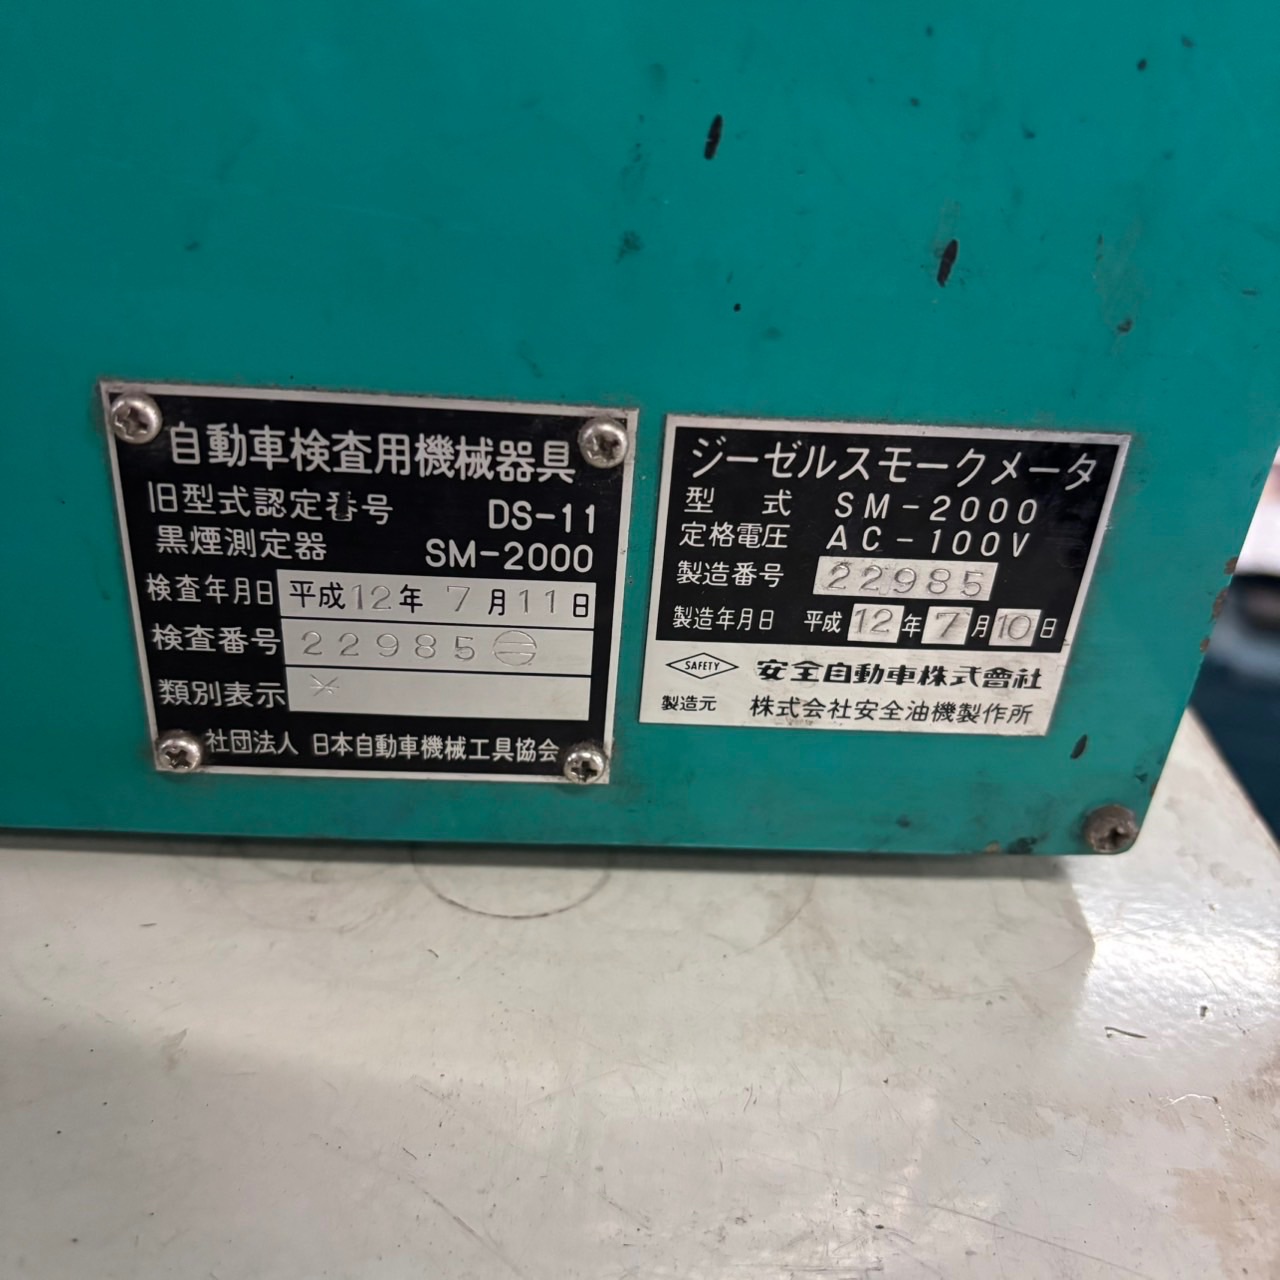 自動車検査用機械器具
旧型式認定番号 DS-11
黒煙測定器 SM-2000
検査年月日 平成12年 7月11日
検査番号 22985㊁
類別表示 *
社団法人 日本自動車機械工具協会
ジーゼルスモークメータ
型 式 SM-2000
定格電圧 AC-100V
製造番号 22985
製造年月日 平成12年7月10日
SAFETY 安全自動車株式會社
製造元 株式会社安全油機製作所